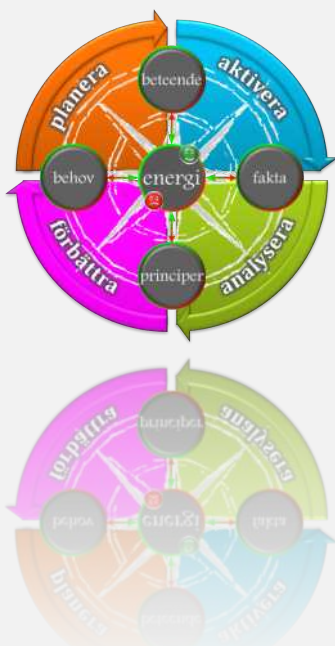 planera
aktivera
beteende
behov
energi
fakta
principer
förbättra
analysera